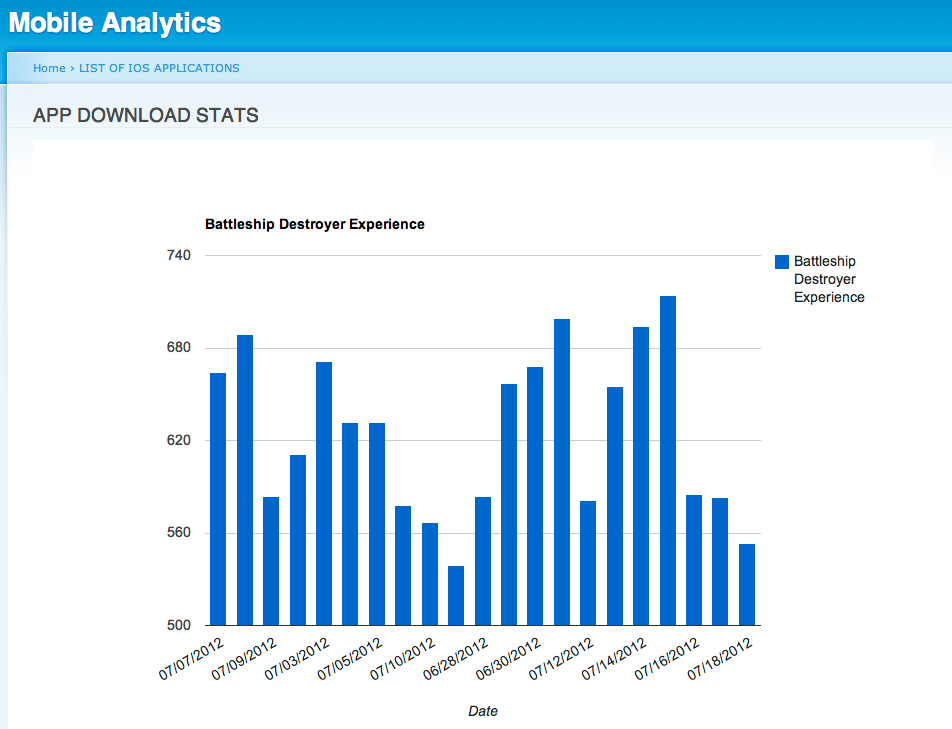 Mobile Analytics
Home > LIST OF IOS APPLICATIONS
APP DOWNLOAD STATS
Battleship Destroyer Experience
740
680
620
560
500
Battleship
Destroyer
Experience
07/07/2012 07/09/2012 07/03/2012 07/05/2012 07/10/2012 06/28/2012 06/30/2012 07/12/2012 07/14/2012 07/16/2012 07/18/2012
Date